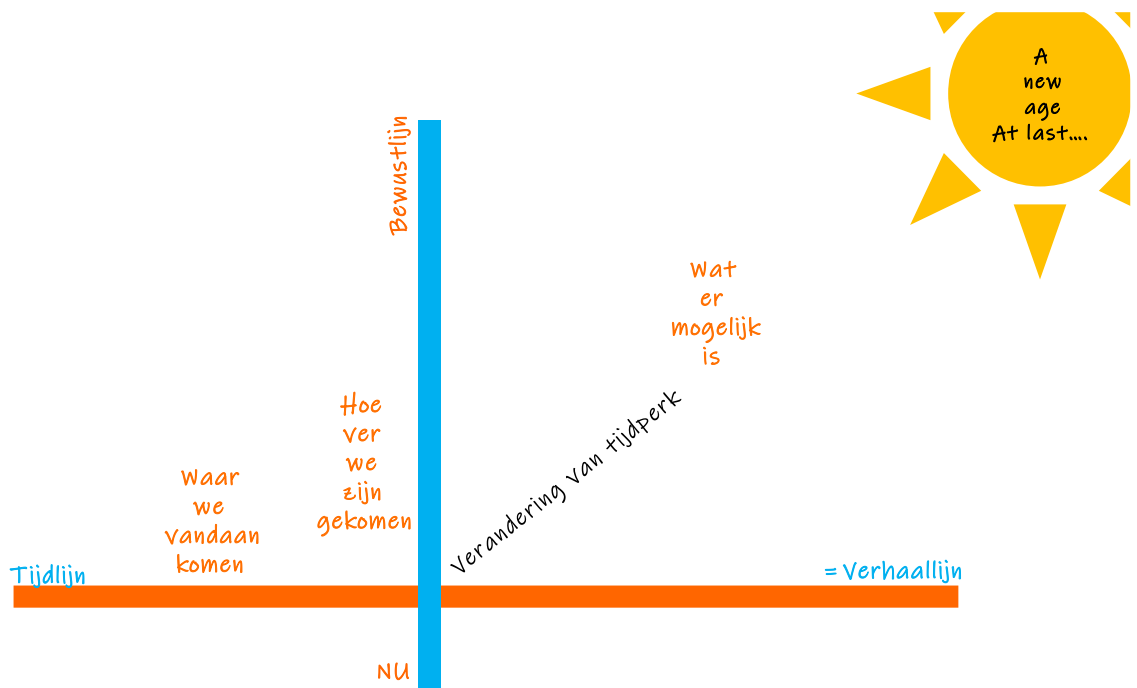 A
new
age
At last....
Bewustlijn
Wat
er
mogelijk
is
Hoe
ver
we
zijn
gekomen
Waar
we
vandaan
komen
Verandering van tijdperk
Tijdlijn
= Verhaallijn
NU